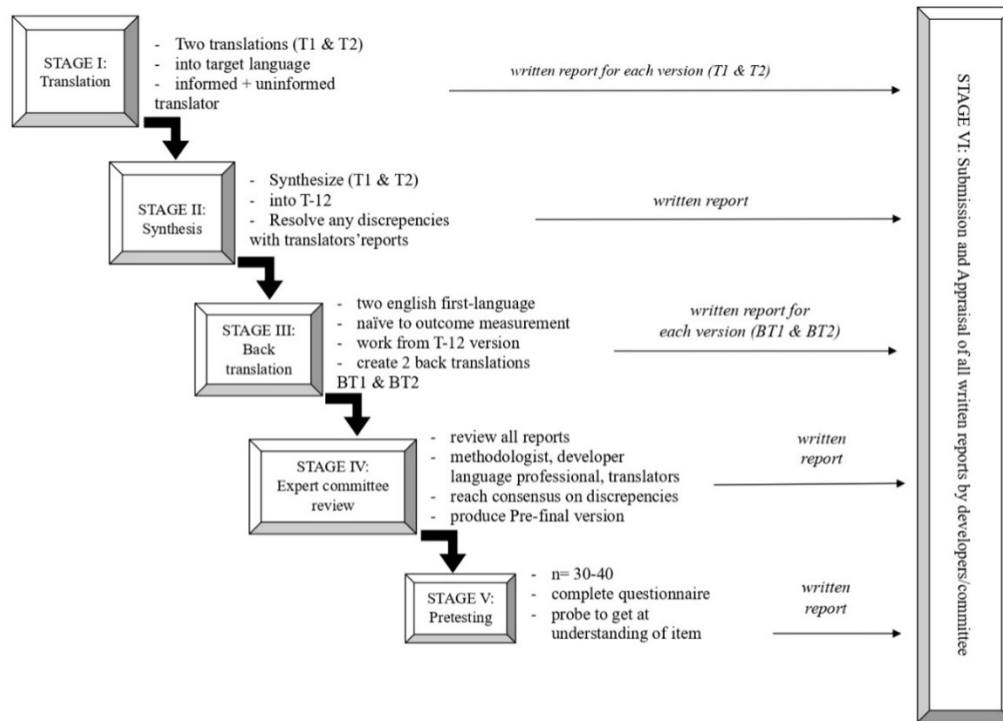 STAGE I:
Translation
- Two translations (T1 & T2)
- into target language
- informed + uninformed
translator
written report for each version (T1 & T2)
STAGE II:
Synthesis
- Synthesize (T1 & T2)
- into T-12
- Resolve any discrepencies
with translators'reports
written report
STAGE III:
Back
translation
- two english first-language
- naïve to outcome measurement
- work from T-12 version
- create 2 back translations
BT1 & BT2
written report for
each version (BT1 & BT2)
STAGE IV:
Expert committee
review
- review all reports
- methodologist, developer
language professional, translators
- reach consensus on discrepencies
- produce Pre-final version
written
report
STAGE V:
Pretesting
- n= 30-40
- complete questionnaire
- probe to get at
understanding of item
written
report
STAGE VI: Submission and Appraisal of all written reports by developers/committee